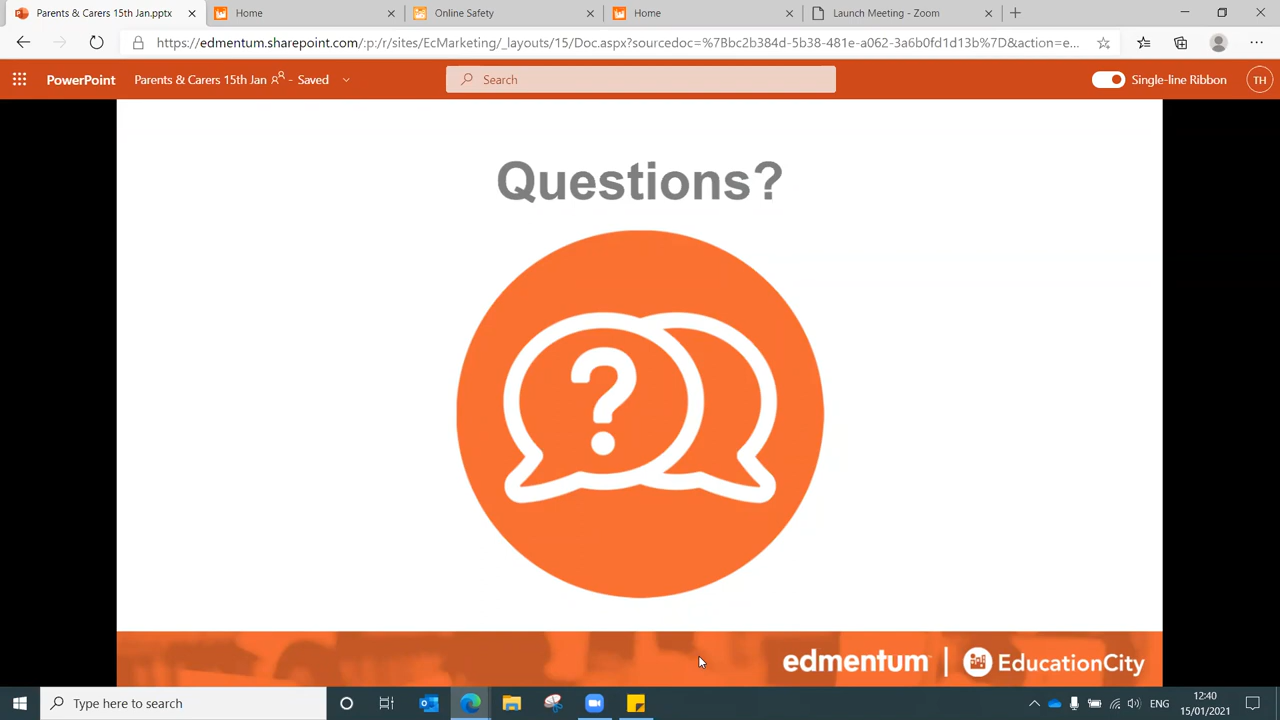 Parents & Carers 15th Jan.pptx
Home
Online Safety
Home
Launch Meeting - Zoom
https://edmentum.sharepoint.com/:p:/r/sites/EcMarketing/_layouts/15/Doc.aspx?sourcedoc=%7Bbc2b384d-5b38-481e-a062-3a6b0fd1d13b%7D&action=e...
PowerPoint
Parents & Carers 15th Jan - Saved
Search
Single-line Ribbon
TH
Questions?
?
edmentum | EducationCity
Type here to search
ENG
12:40
15/01/2021